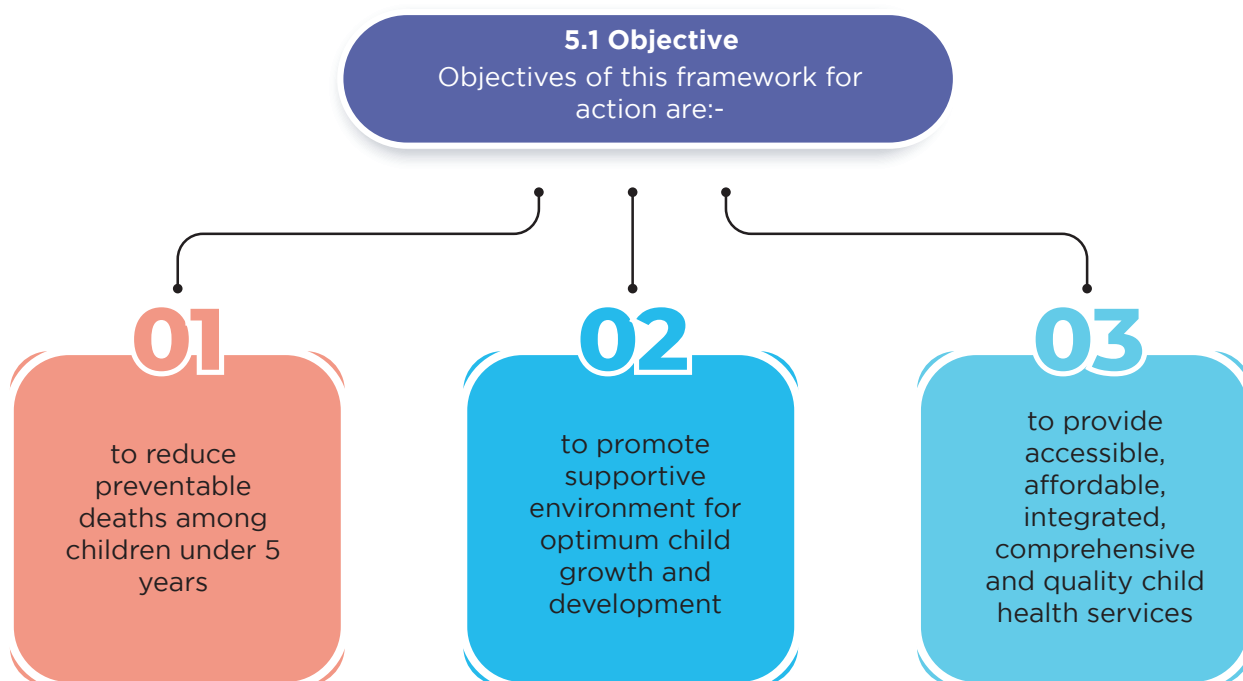 5.1 Objective
Objectives of this framework for
action are:-
01
to reduce
preventable
deaths among
children under 5
years
02
to promote
supportive
environment for
optimum child
growth and
development
03
to provide
accessible,
affordable,
integrated,
comprehensive
and quality child
health services